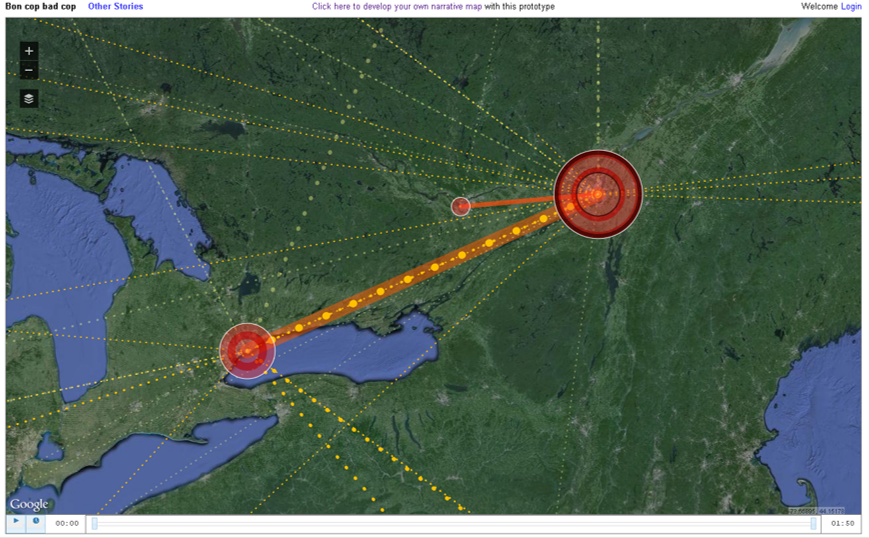 Bon cop bad cop Other Stories Click here to develop your own narrative map with this prototype Welcome Login
+
−
Google
00:00 01:50